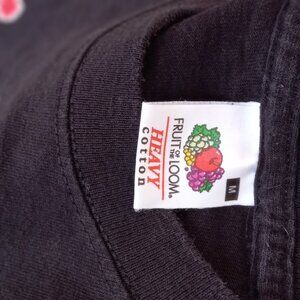 FRUIT OF
THE LOOM®
HEAVY
cotton
M